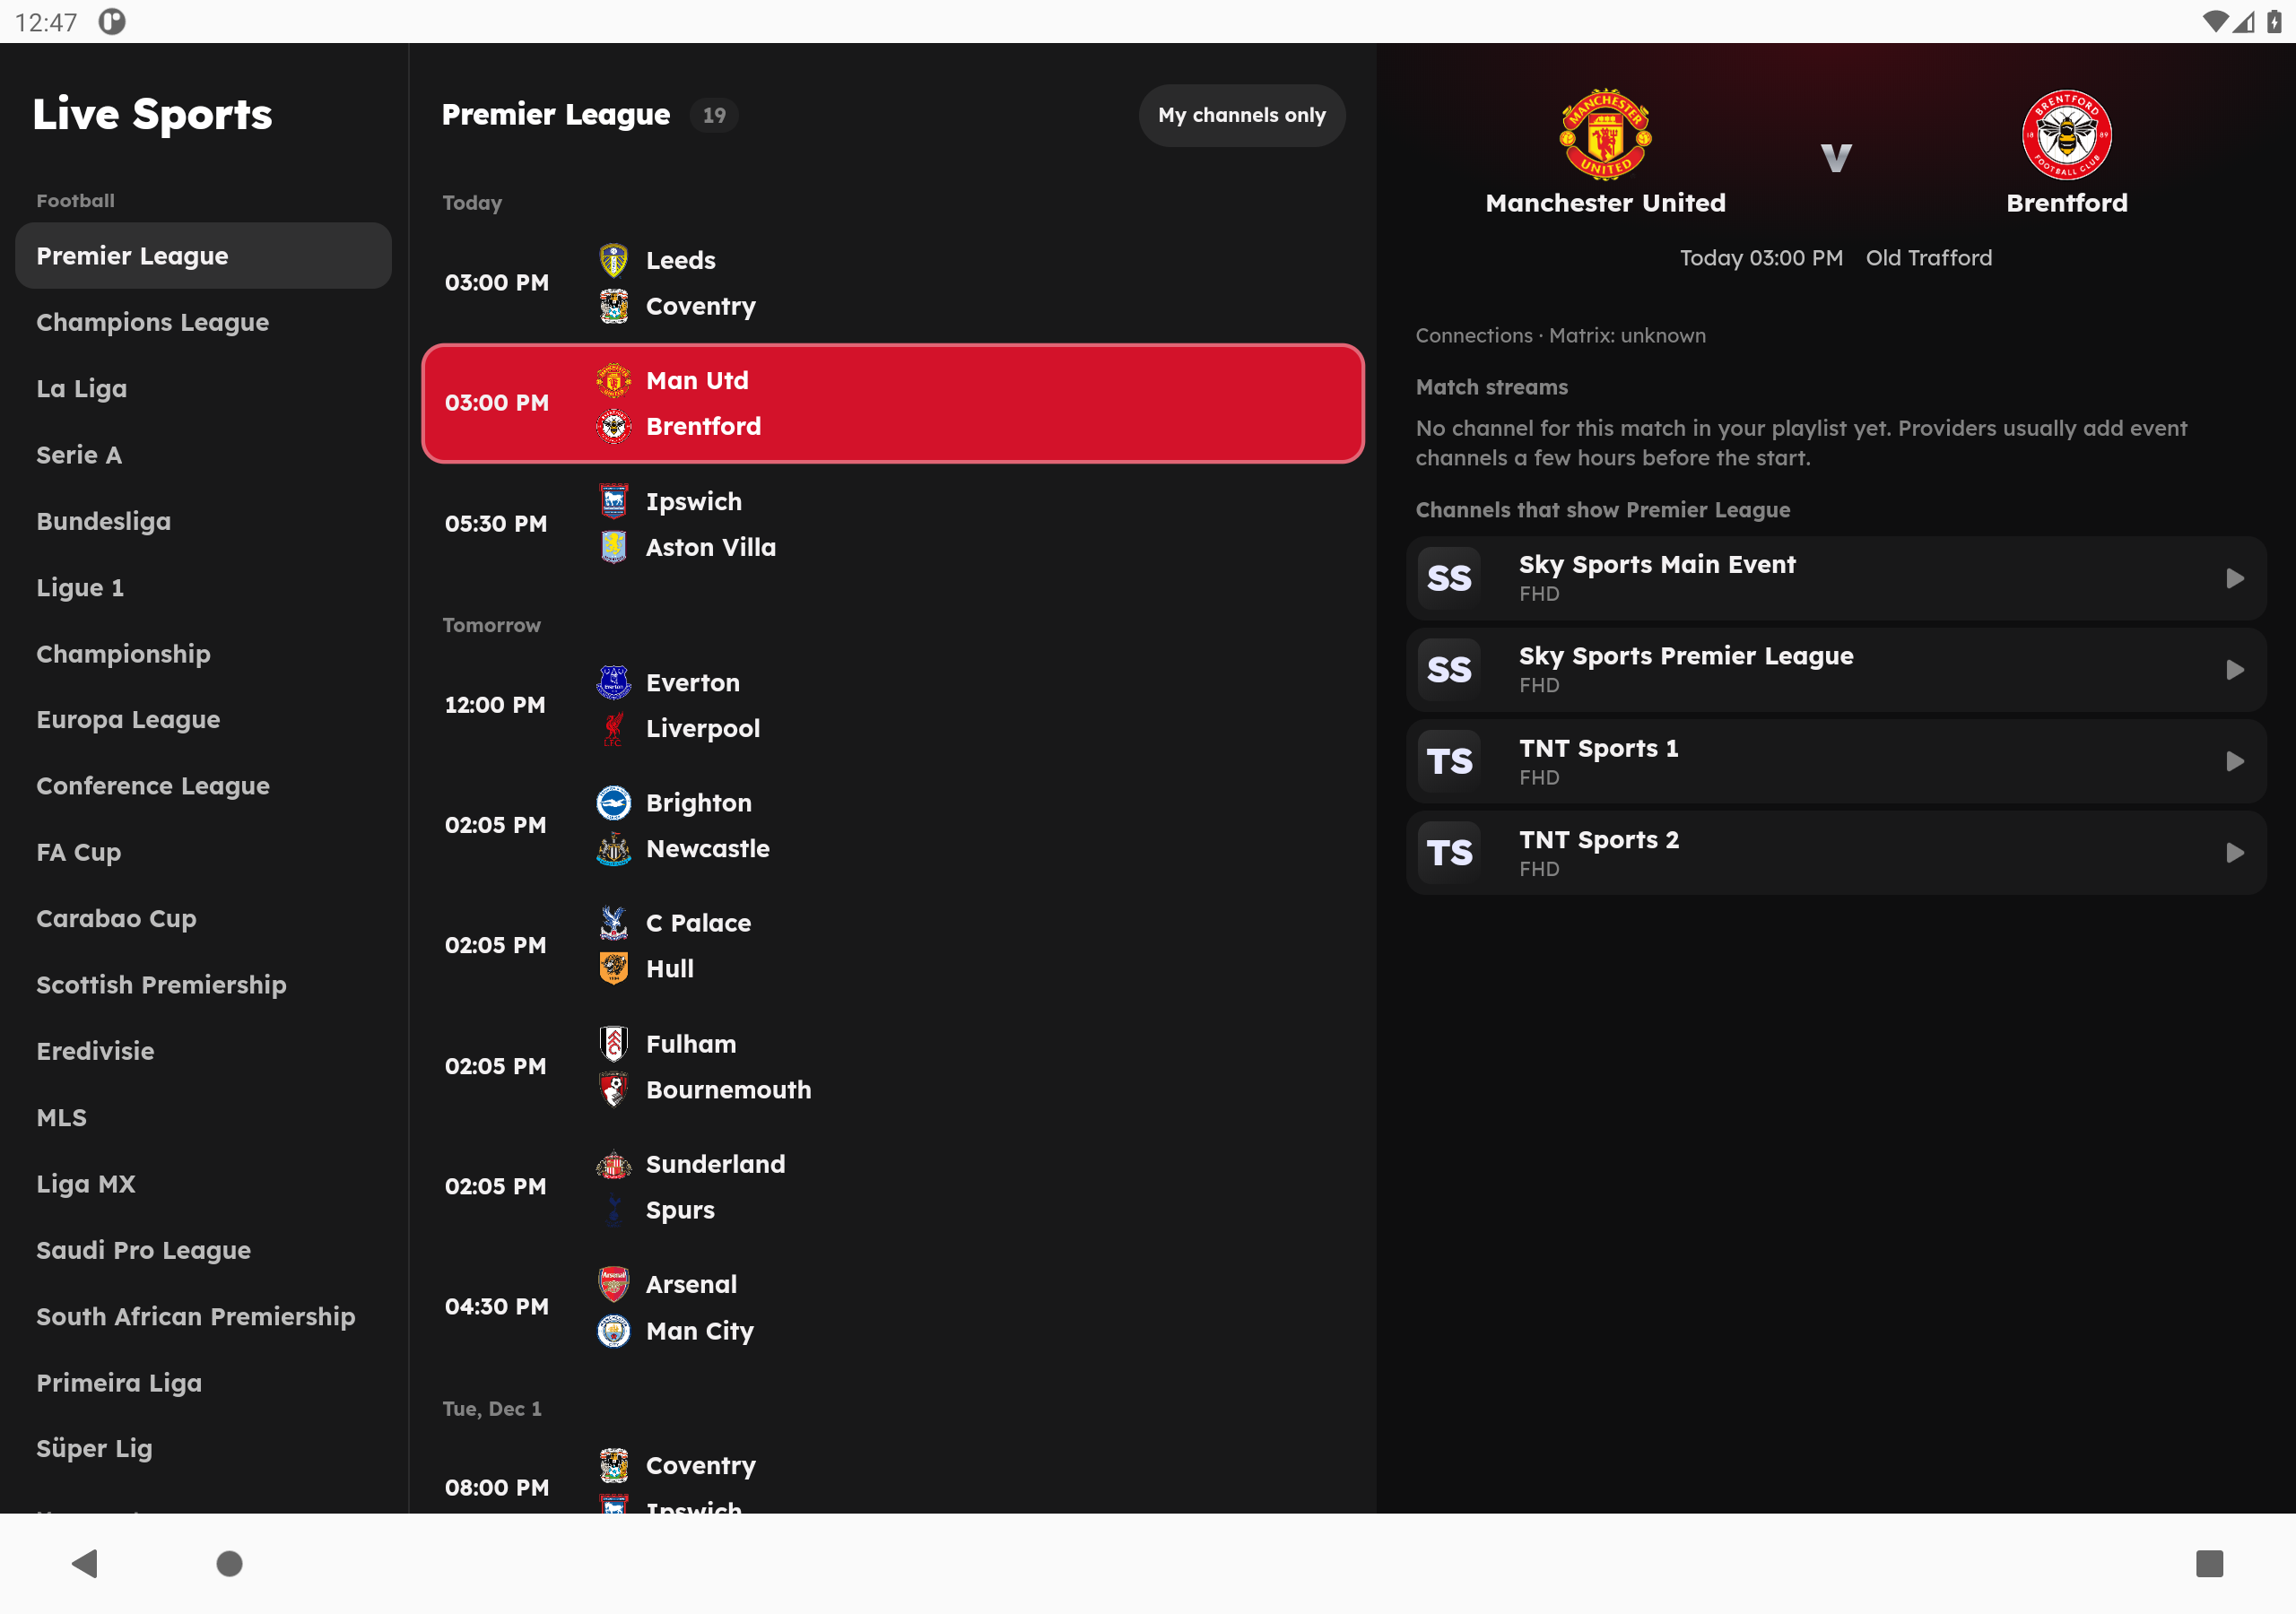 12:47
Live Sports
Football
Premier League
Champions League
La Liga
Serie A
Bundesliga
Ligue 1
Championship
Europa League
Conference League
FA Cup
Carabao Cup
Scottish Premiership
Eredivisie
MLS
Liga MX
Saudi Pro League
South African Premiership
Primeira Liga
Süper Lig
Premier League 19
My channels only
Today
03:00 PM
Leeds
Coventry
03:00 PM
Man Utd
Brentford
05:30 PM
Ipswich
Aston Villa
Tomorrow
12:00 PM
Everton
Liverpool
02:05 PM
Brighton
Newcastle
02:05 PM
C Palace
Hull
02:05 PM
Fulham
Bournemouth
02:05 PM
Sunderland
Spurs
04:30 PM
Arsenal
Man City
Tue, Dec 1
08:00 PM
Coventry
Ipswich
MANCHESTER
UNITED
BRENTFORD
18 89
FOOTBALL CLUB
V
Manchester United
Brentford
Today 03:00 PM Old Trafford
Connections · Matrix: unknown
Match streams
No channel for this match in your playlist yet. Providers usually add event
channels a few hours before the start.
Channels that show Premier League
SS
Sky Sports Main Event
FHD
SS
Sky Sports Premier League
FHD
TS
TNT Sports 1
FHD
TS
TNT Sports 2
FHD